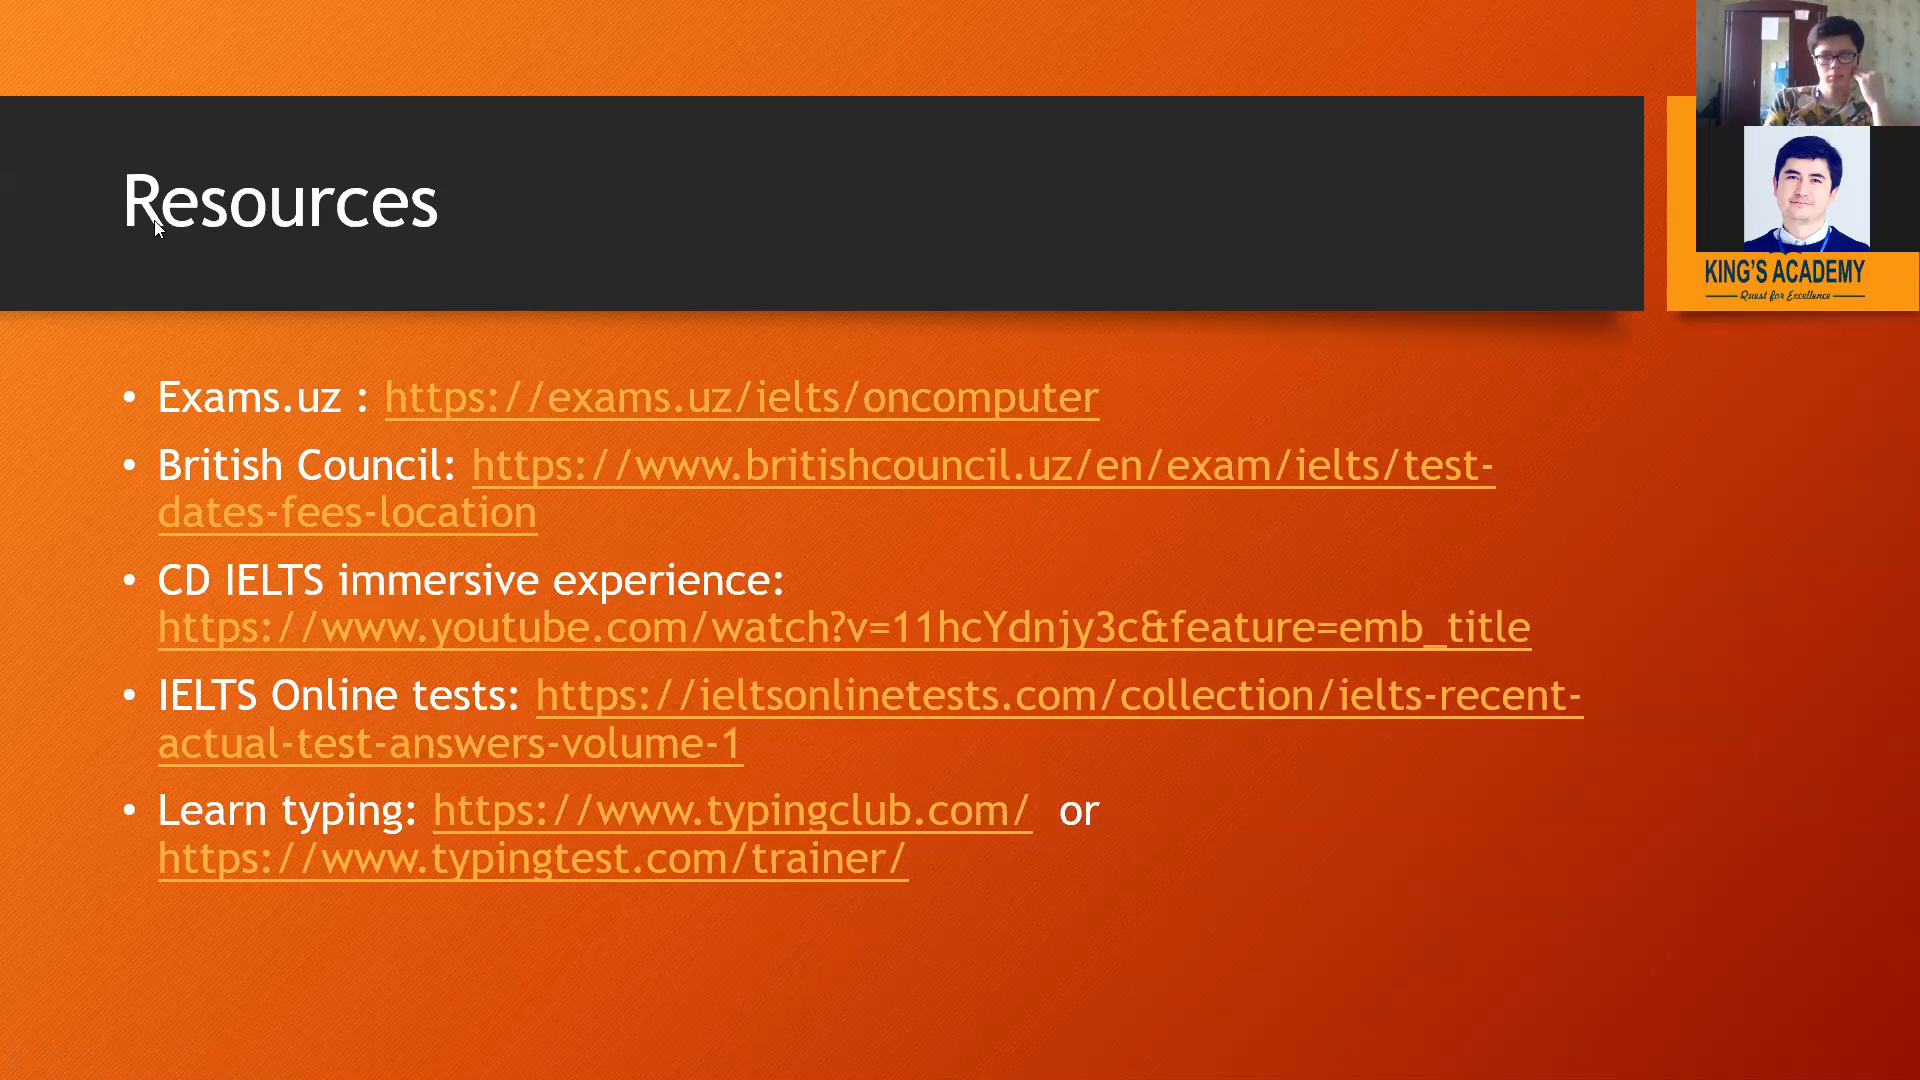 Resources
KING'S ACADEMY
Quest for Excellence
• Exams.uz : https://exams.uz/ielts/oncomputer
• British Council: https://www.britishcouncil.uz/en/exam/ielts/test-
dates-fees-location
• CD IELTS immersive experience:
https://www.youtube.com/watch?v=11hcYdnjy3c&feature=emb_title
• IELTS Online tests: https://ieltsonlinetests.com/collection/ielts-recent-
actual-test-answers-volume-1
• Learn typing: https://www.typingclub.com/ or
https://www.typingtest.com/trainer/